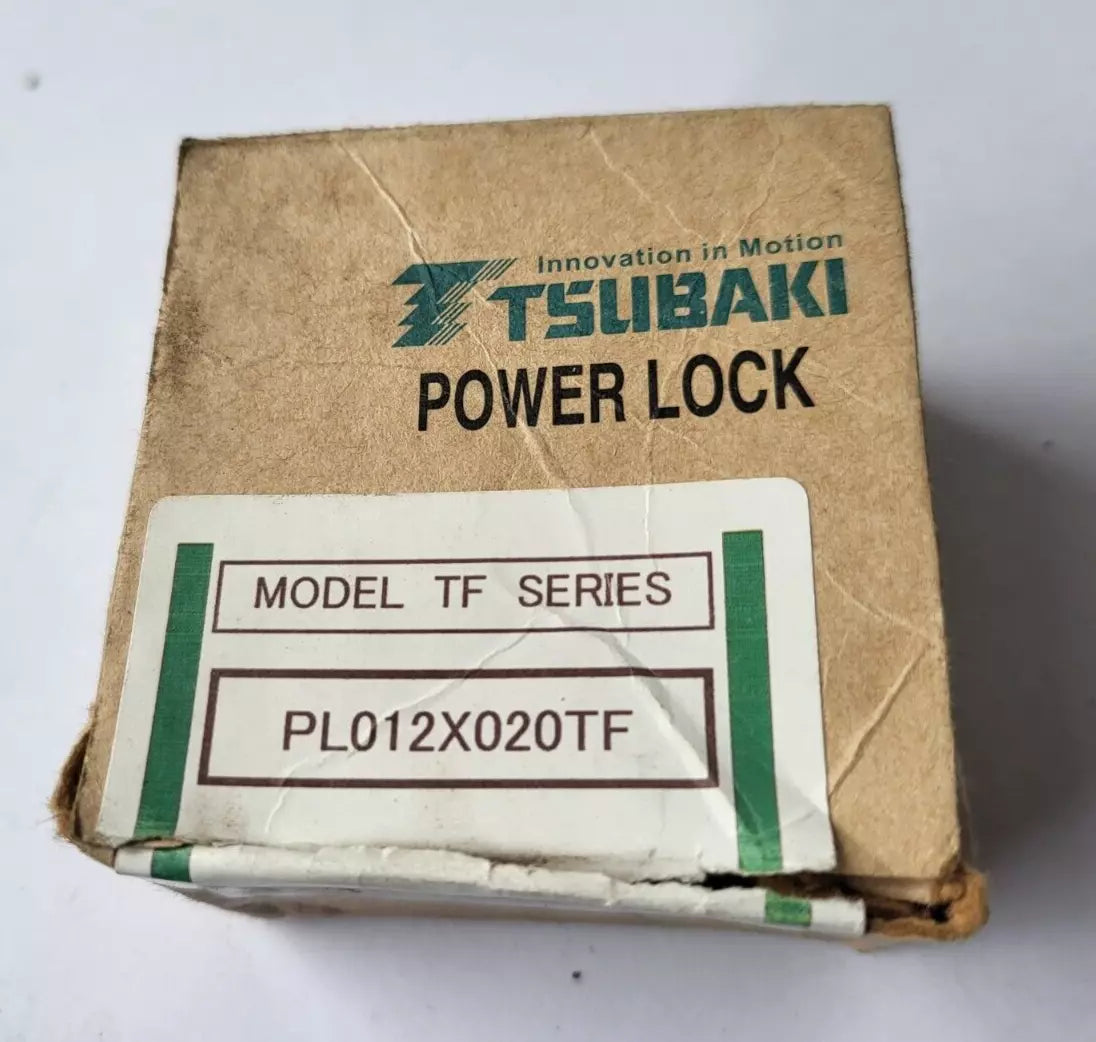 Innovation in Motion
TSUBAKI
POWER LOCK
MODEL TF SERIES
PL012X020TF